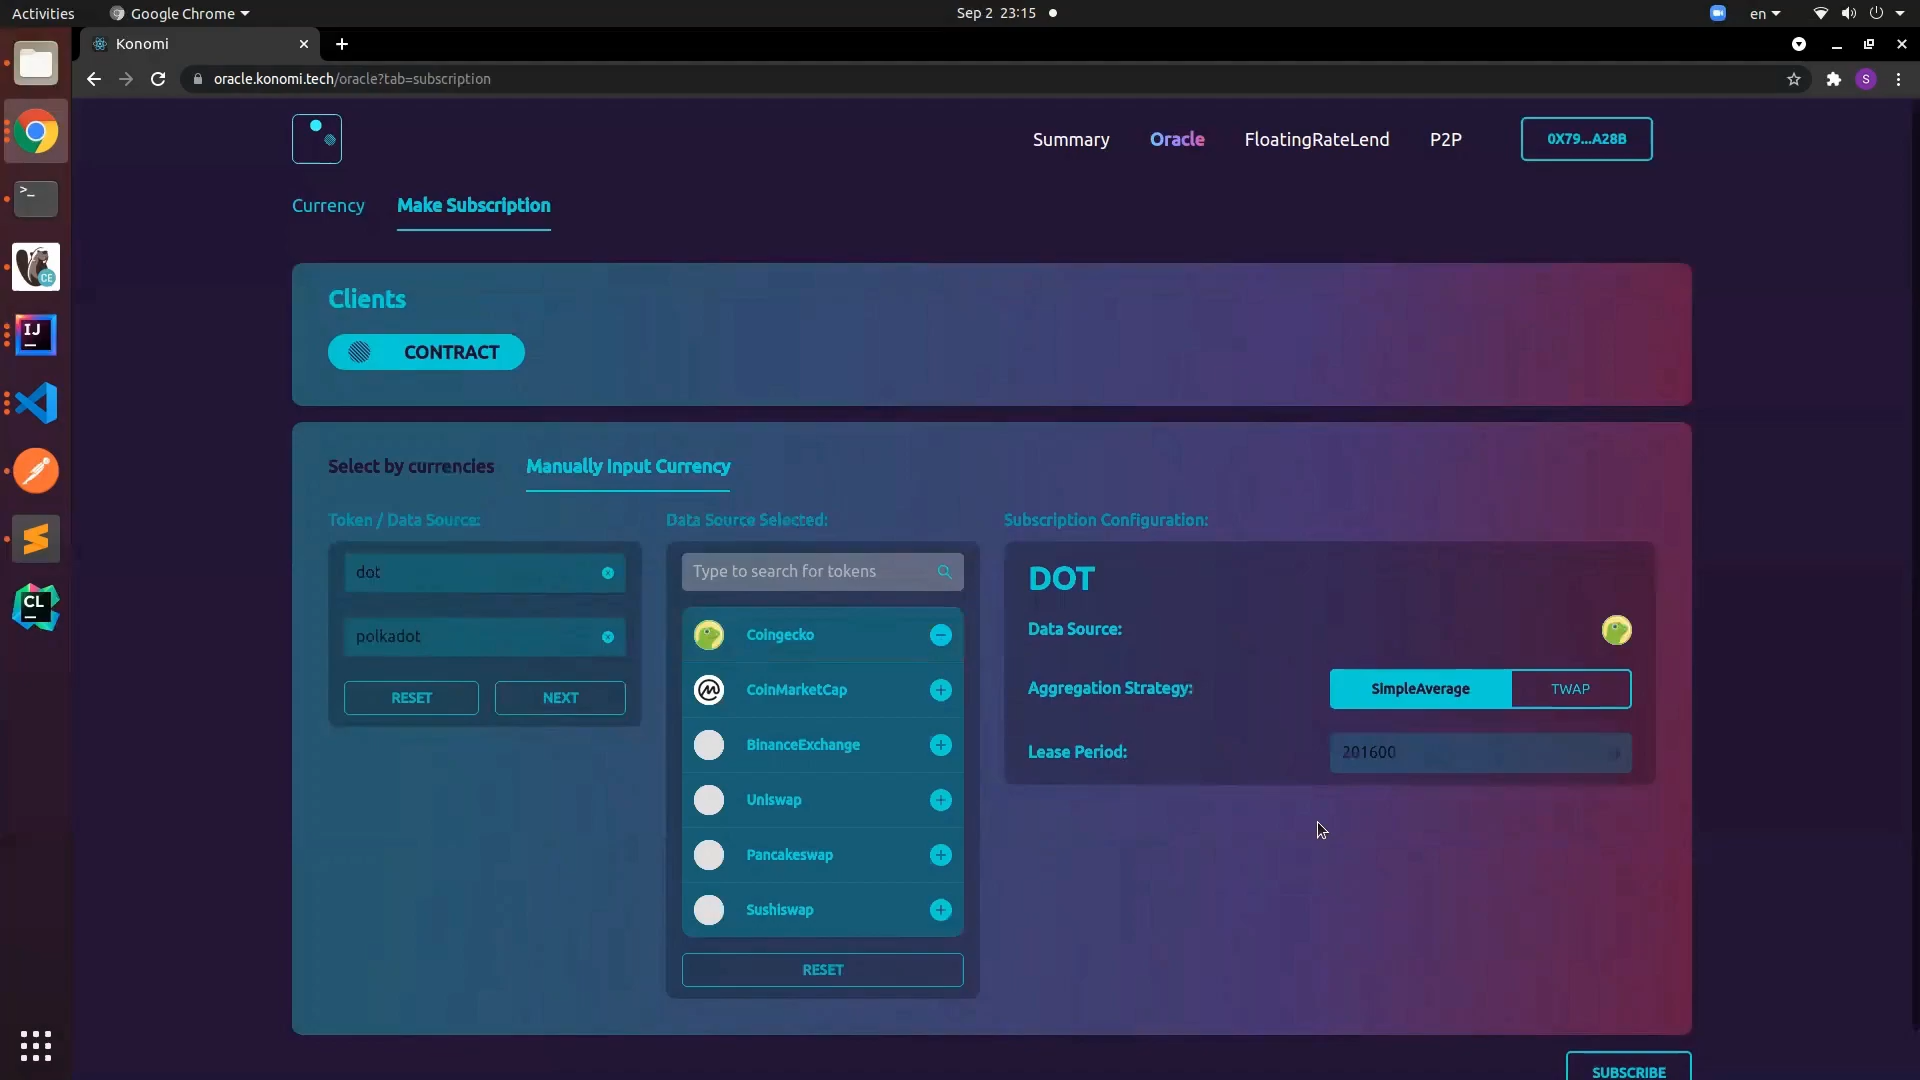 Activities
Google Chrome
Sep 2 23:15
en
Konomi
oracle.konomi.tech/oracle?tab=subscription
S
Summary
Oracle
FloatingRateLend
P2P
0X79...A28B
Currency
Make Subscription
Clients
CONTRACT
Select by currencies
Manually Input Currency
Token / Data Source:
dot
polkadot
RESET
NEXT
Data Source Selected:
Type to search for tokens
Coingecko
CoinMarketCap
BinanceExchange
Uniswap
Pancakeswap
Sushiswap
RESET
Subscription Configuration:
DOT
Data Source:
Aggregation Strategy:
SimpleAverage
TWAP
Lease Period:
201600
SUBSCRIBE
>_
CE
IJ
CL